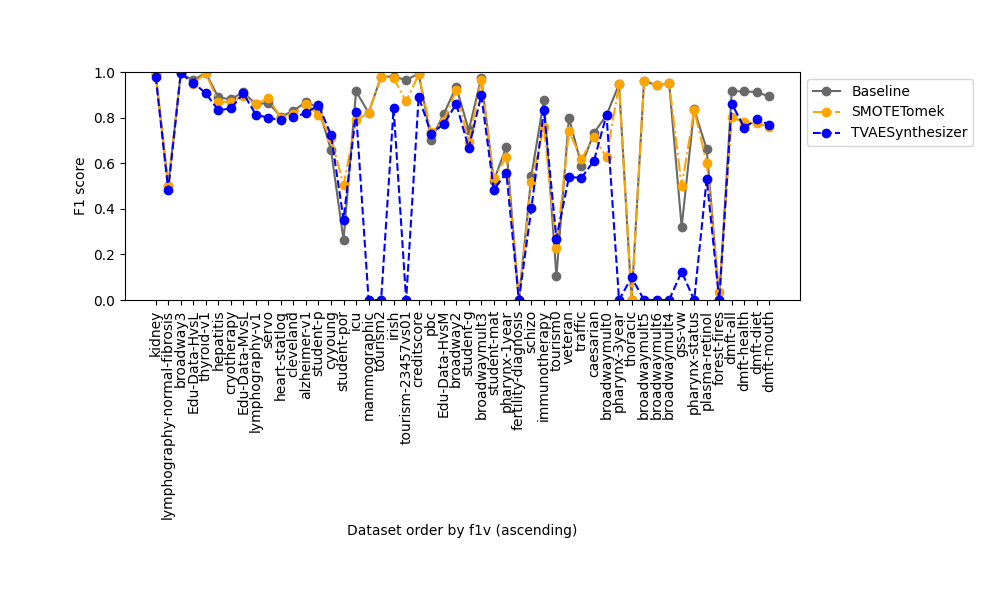 Baseline
SMOTETomek
TVAESynthesizer
F1 score
1.0
0.8
0.6
0.4
0.2
0.0
kidney
lymphography-normal-fibrosis
broadway3
Edu-Data-HvsL
thyroid-v1
hepatitis
cryotherapy
Edu-Data-MvsL
lymphography-v1
servo
heart-statlog
cleveland
alzheimer-v1
student-p
cyyoung
student-por
icu
mammographic
tourism2
irish
tourism-23457vs01
creditscore
pbc
Edu-Data-HvsM
broadway2
student-g
broadwaymult3
student-mat
pharynx-1year
fertility-diagnosis
schizo
immunotherapy
tourism0
veteran
traffic
caesarian
broadwaymult0
pharynx-3year
thoracic
broadwaymult5
broadwaymult6
broadwaymult4
gss-vw
pharynx-status
plasma-retinol
forest-fires
dmft-all
dmft-health
dmft-diet
dmft-mouth
Dataset order by f1v (ascending)